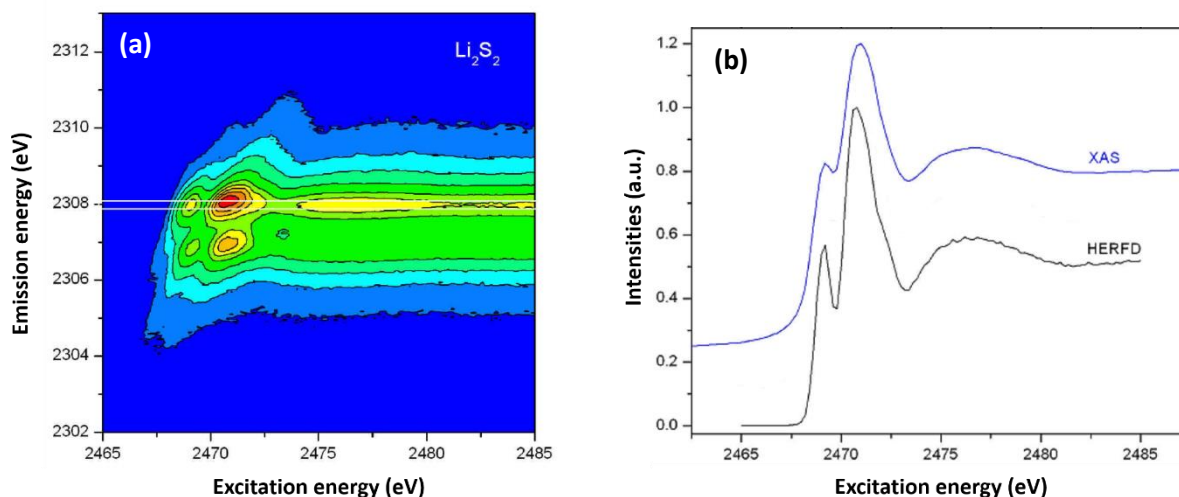 (a)
Li₂S₂
Emission energy (eV)
2312
2310
2308
2306
2304
2302
2465
2470
2475
2480
2485
Excitation energy (eV)
(b)
Intensities (a.u.)
1.2
1.0
0.8
0.6
0.4
0.2
0.0
XAS
HERFD
2465
2470
2475
2480
2485
Excitation energy (eV)